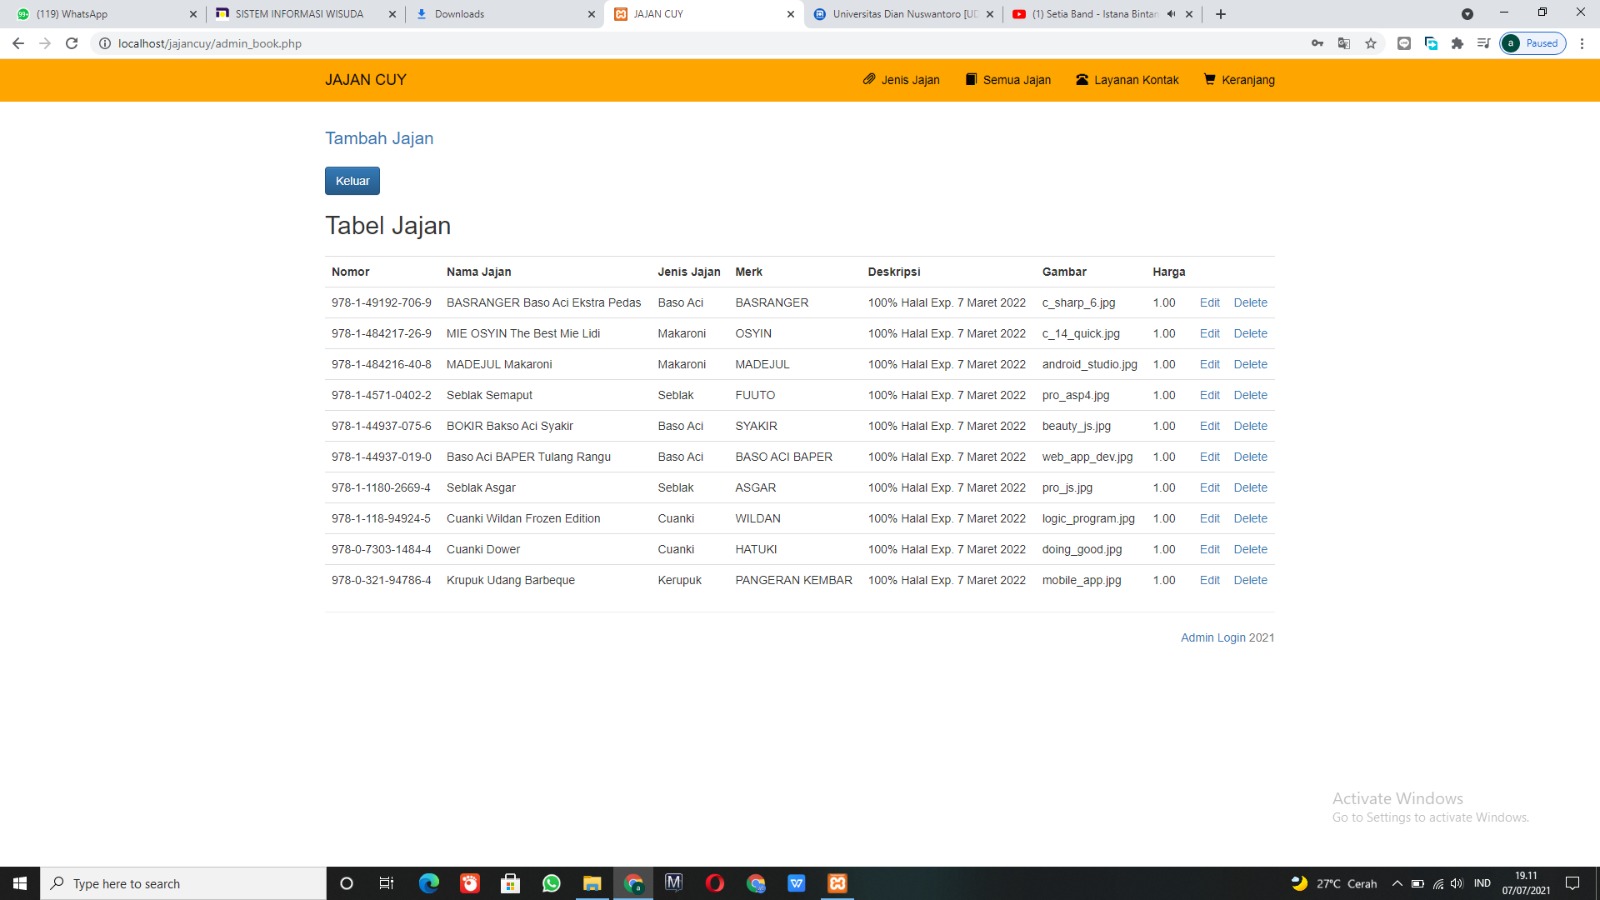 (119) WhatsApp
SISTEM INFORMASI WISUDA
Downloads
JAJAN CUY
Universitas Dian Nuswantoro [UD
(1) Setia Band - Istana Bintan
localhost/jajancuy/admin_book.php
a Paused
JAJAN CUY
Jenis Jajan
Semua Jajan
Layanan Kontak
Keranjang
Tambah Jajan
Keluar
Tabel Jajan
Nomor Nama Jajan Jenis Jajan Merk Deskripsi Gambar Harga
978-1-49192-706-9 BASRANGER Baso Aci Ekstra Pedas Baso Aci BASRANGER 100% Halal Exp. 7 Maret 2022 c_sharp_6.jpg 1.00 Edit Delete
978-1-484217-26-9 MIE OSYIN The Best Mie Lidi Makaroni OSYIN 100% Halal Exp. 7 Maret 2022 c_14_quick.jpg 1.00 Edit Delete
978-1-484216-40-8 MADEJUL Makaroni Makaroni MADEJUL 100% Halal Exp. 7 Maret 2022 android_studio.jpg 1.00 Edit Delete
978-1-4571-0402-2 Seblak Semaput Seblak FUUTO 100% Halal Exp. 7 Maret 2022 pro_asp4.jpg 1.00 Edit Delete
978-1-44937-075-6 BOKIR Bakso Aci Syakir Baso Aci SYAKIR 100% Halal Exp. 7 Maret 2022 beauty_js.jpg 1.00 Edit Delete
978-1-44937-019-0 Baso Aci BAPER Tulang Rangu Baso Aci BASO ACI BAPER 100% Halal Exp. 7 Maret 2022 web_app_dev.jpg 1.00 Edit Delete
978-1-1180-2669-4 Seblak Asgar Seblak ASGAR 100% Halal Exp. 7 Maret 2022 pro_js.jpg 1.00 Edit Delete
978-1-118-94924-5 Cuanki Wildan Frozen Edition Cuanki WILDAN 100% Halal Exp. 7 Maret 2022 logic_program.jpg 1.00 Edit Delete
978-0-7303-1484-4 Cuanki Dower Cuanki HATUKI 100% Halal Exp. 7 Maret 2022 doing_good.jpg 1.00 Edit Delete
978-0-321-94786-4 Krupuk Udang Barbeque Kerupuk PANGERAN KEMBAR 100% Halal Exp. 7 Maret 2022 mobile_app.jpg 1.00 Edit Delete
Admin Login 2021
Activate Windows
Go to Settings to activate Windows.
Type here to search
27°C Cerah
IND
19.11
07/07/2021